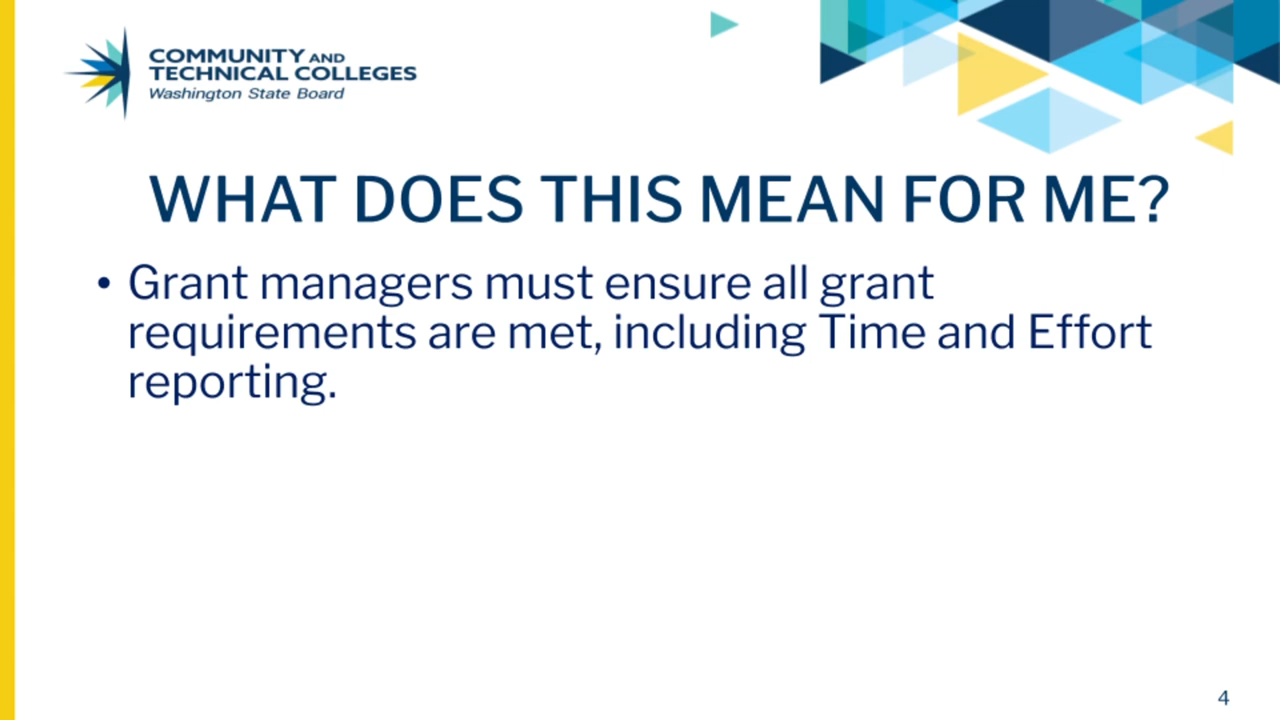 COMMUNITY AND
TECHNICAL COLLEGES
Washington State Board
WHAT DOES THIS MEAN FOR ME?
• Grant managers must ensure all grant
requirements are met, including Time and Effort
reporting.
4